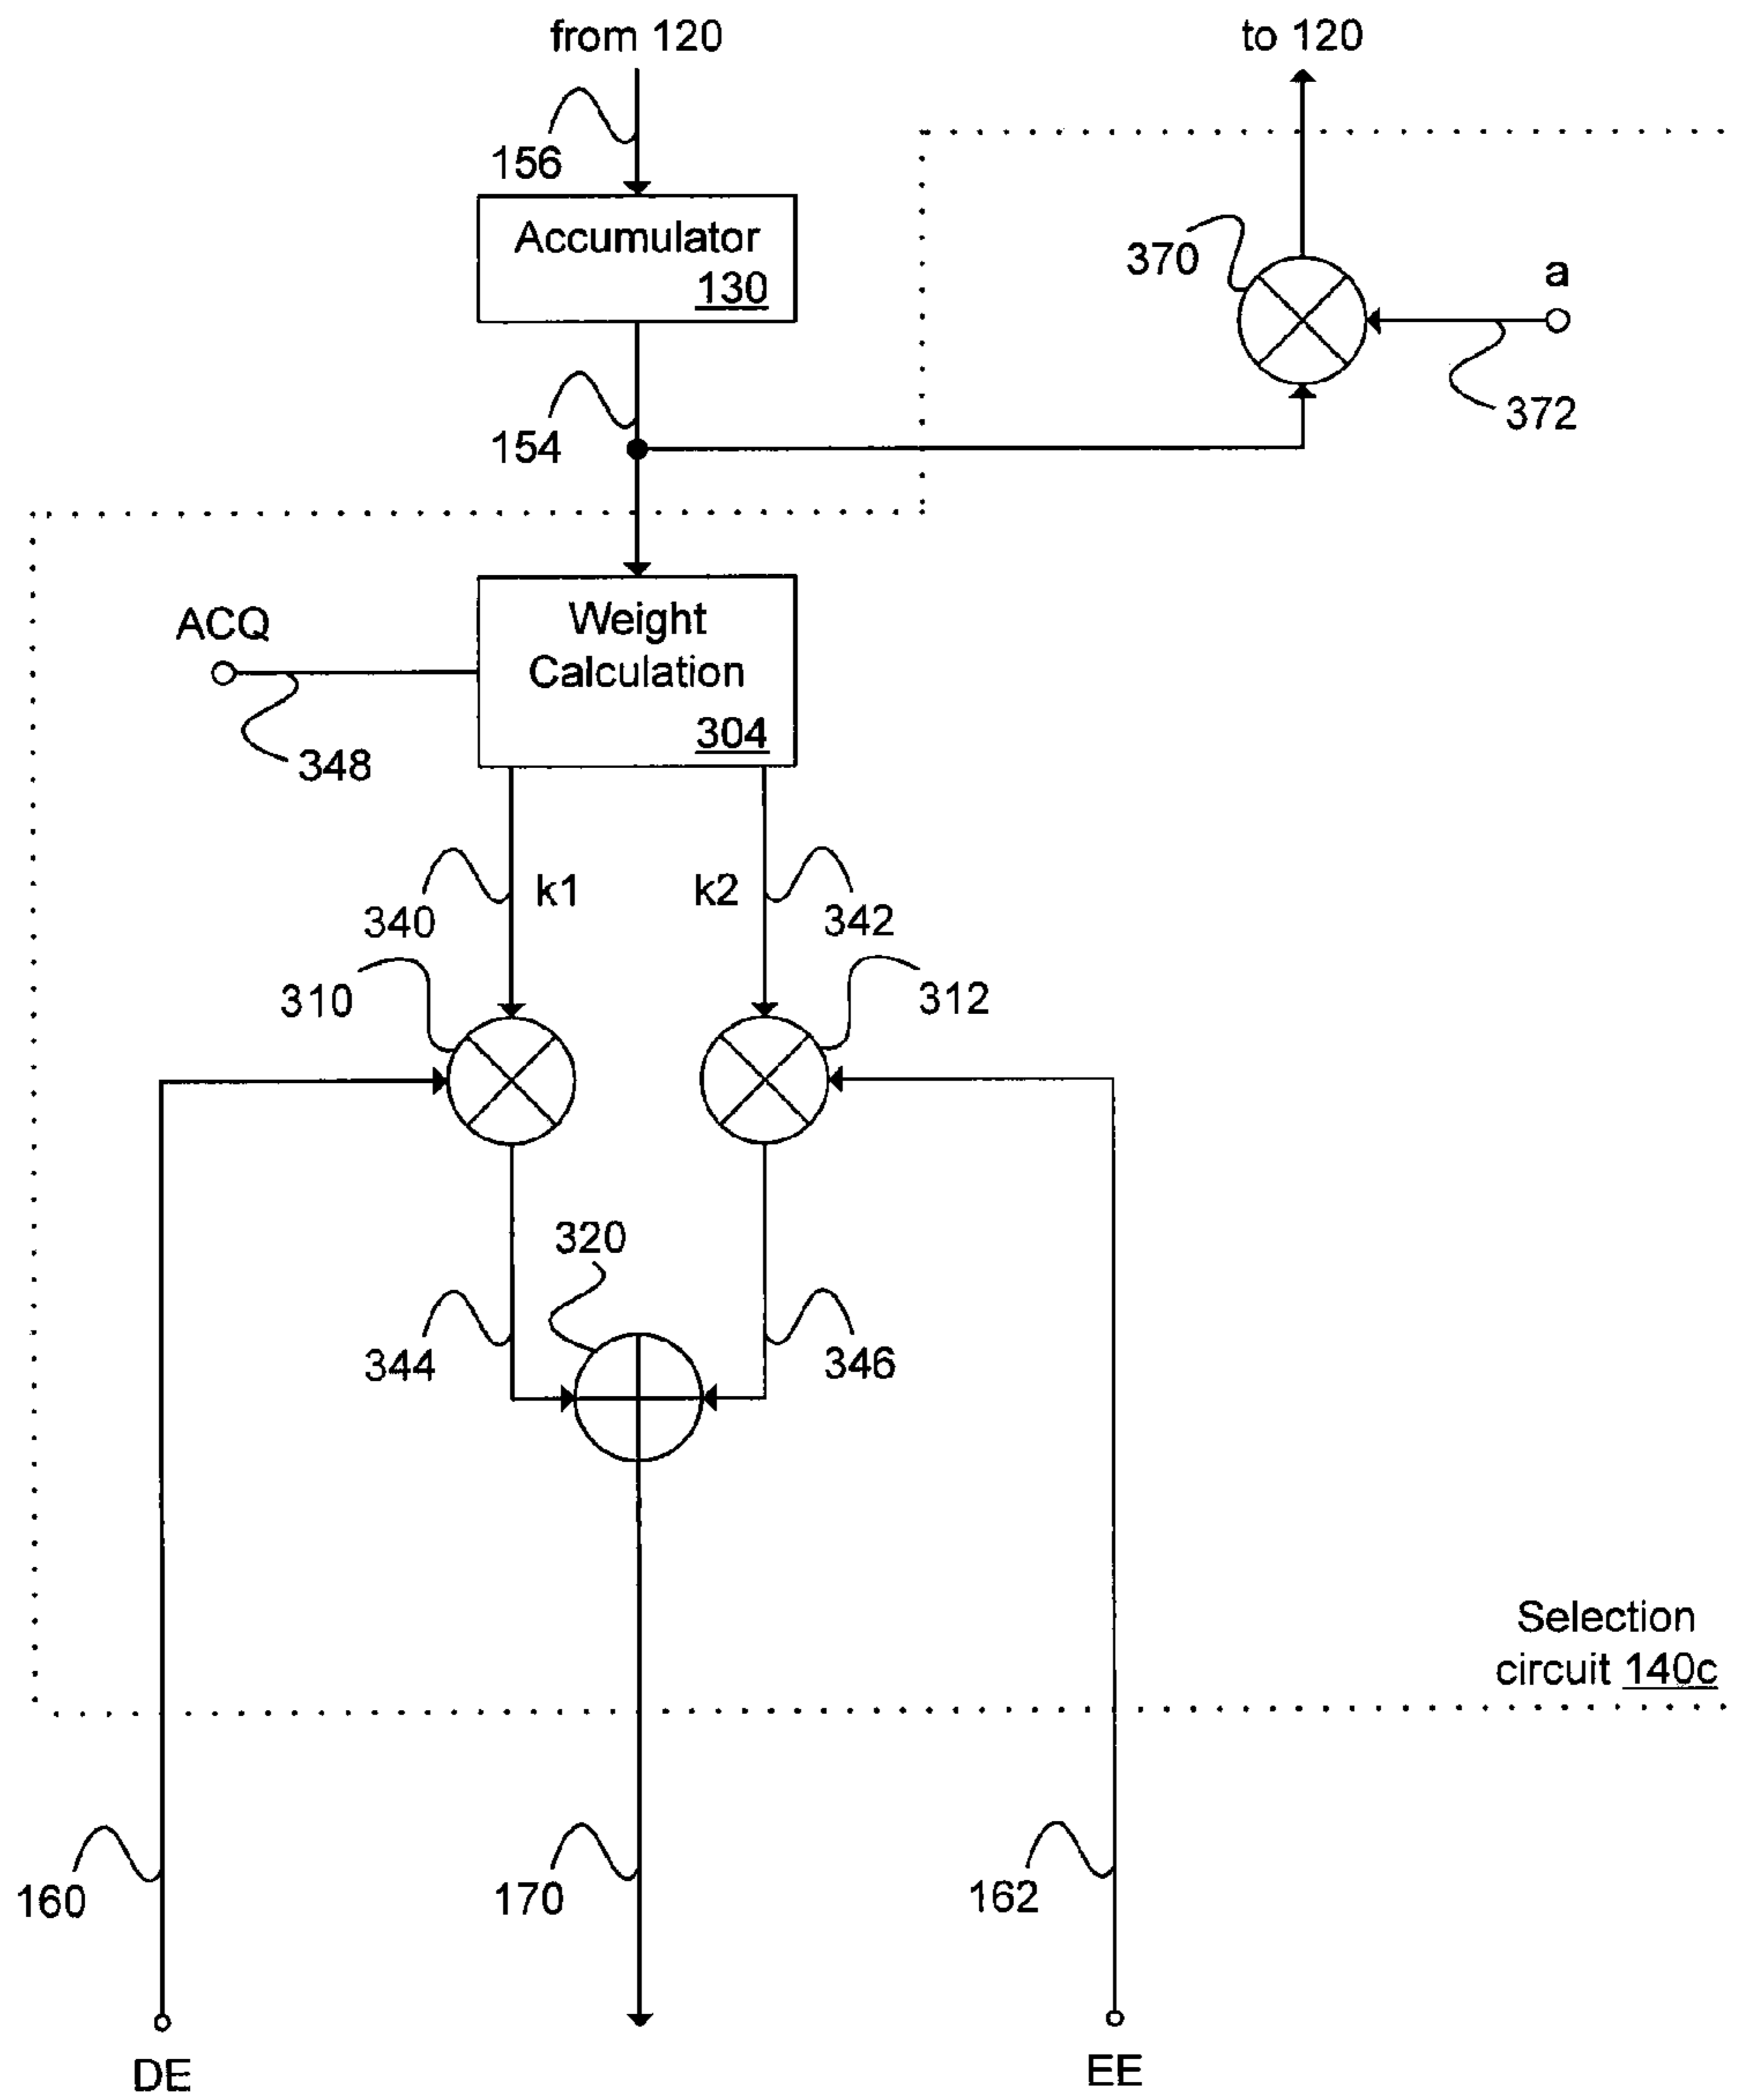 from 120
to 120
156
Accumulator
130
370
a
372
154
ACQ
Weight
Calculation
304
348
k1
k2
340
342
310
312
320
344
346
Selection
circuit 140c
160
170
162
DE
EE